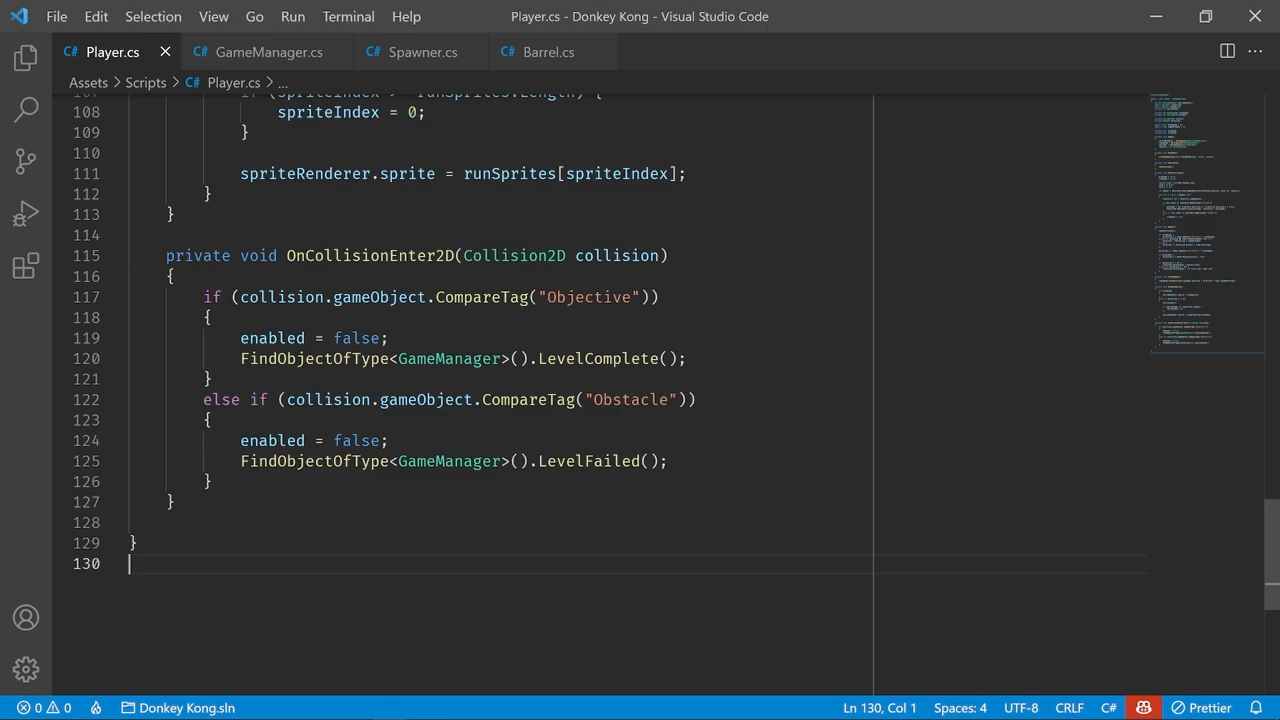 File Edit Selection View Go Run Terminal Help Player.cs - Donkey Kong - Visual Studio Code
C# Player.cs C# GameManager.cs C# Spawner.cs C# Barrel.cs
Assets > Scripts > C# Player.cs > ...
107 if (spriteIndex > runSprites.Length) {
108 spriteIndex = 0;
109 }
110
111 spriteRenderer.sprite = runSprites[spriteIndex];
112 }
113 }
114
115 private void OnCollisionEnter2D(Collision2D collision)
116 {
117 if (collision.gameObject.CompareTag("Objective"))
118 {
119 enabled = false;
120 FindObjectOfType<GameManager>().LevelComplete();
121 }
122 else if (collision.gameObject.CompareTag("Obstacle"))
123 {
124 enabled = false;
125 FindObjectOfType<GameManager>().LevelFailed();
126 }
127 }
128
129 }
130
0 0 Donkey Kong.sln Ln 130, Col 1 Spaces: 4 UTF-8 CRLF C# Prettier